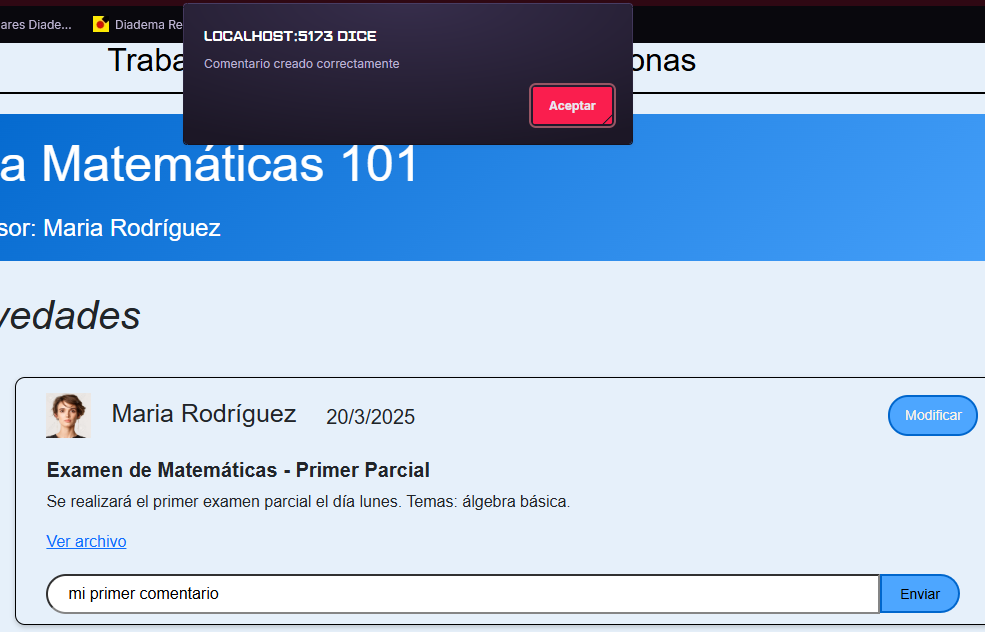 ares Diade...
Diadema Re
LOCALHOST:5173 DICE
Comentario creado correctamente
Aceptar
Traba
onas
a Matemáticas 101
sor: Maria Rodríguez
vedades
Maria Rodríguez
20/3/2025
Modificar
Examen de Matemáticas - Primer Parcial
Se realizará el primer examen parcial el día lunes. Temas: álgebra básica.
Ver archivo
mi primer comentario
Enviar